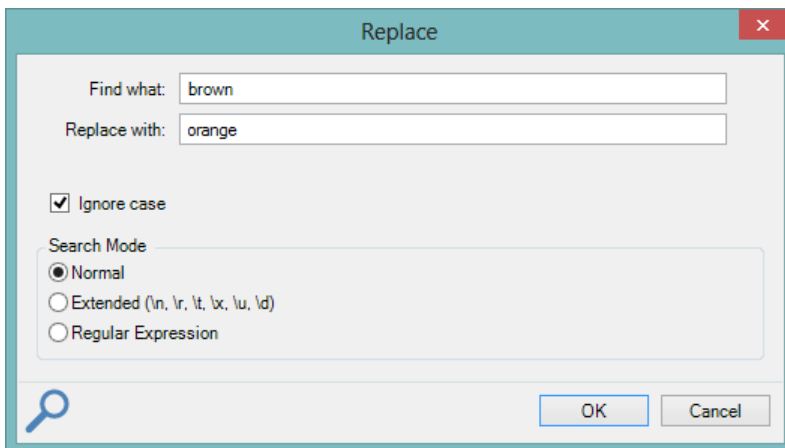 Replace
Find what: brown
Replace with: orange
Ignore case
Search Mode
Normal
Extended (\n, \r, \t, \x, \u, \d)
Regular Expression
OK Cancel